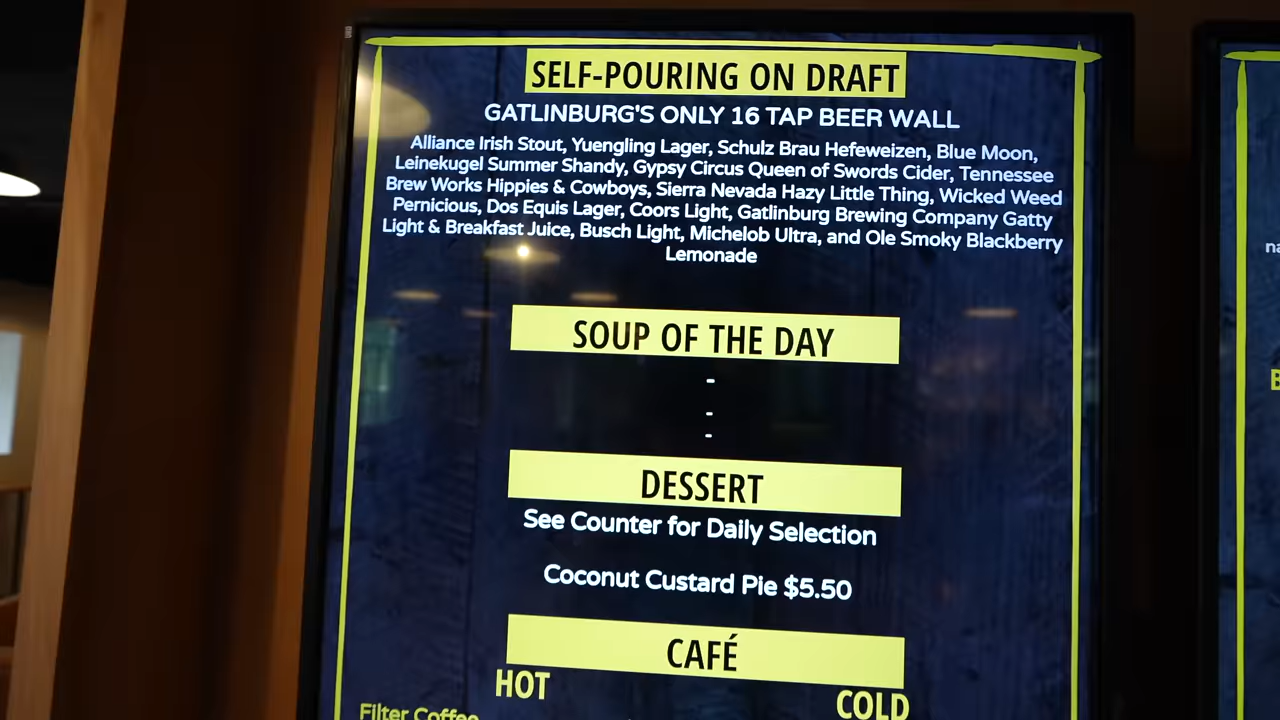 SELF-POURING ON DRAFT
GATLINBURG'S ONLY 16 TAP BEER WALL
Alliance Irish Stout, Yuengling Lager, Schulz Brau Hefeweizen, Blue Moon,
Leinekugel Summer Shandy, Gypsy Circus Queen of Swords Cider, Tennessee
Brew Works Hippies & Cowboys, Sierra Nevada Hazy Little Thing, Wicked Weed
Pernicious, Dos Equis Lager, Coors Light, Gatlinburg Brewing Company Gatty
Light & Breakfast Juice, Busch Light, Michelob Ultra, and Ole Smoky Blackberry
Lemonade
SOUP OF THE DAY
-
-
-
DESSERT
See Counter for Daily Selection
Coconut Custard Pie $5.50
CAFÉ
HOT COLD
Filter Coffee